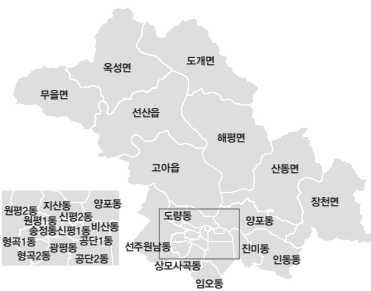 도개면
옥성면
무을면
선산읍
해평면
고아읍
산동면
장천면
도량동
양포동
선주원남동
진미동
인동동
상모사곡동
임오동
원평2동
지산동
양포동
원평1동
신평2동
송정동
신평1동
비산동
형곡1동
광평동
공단1동
형곡2동
공단2동